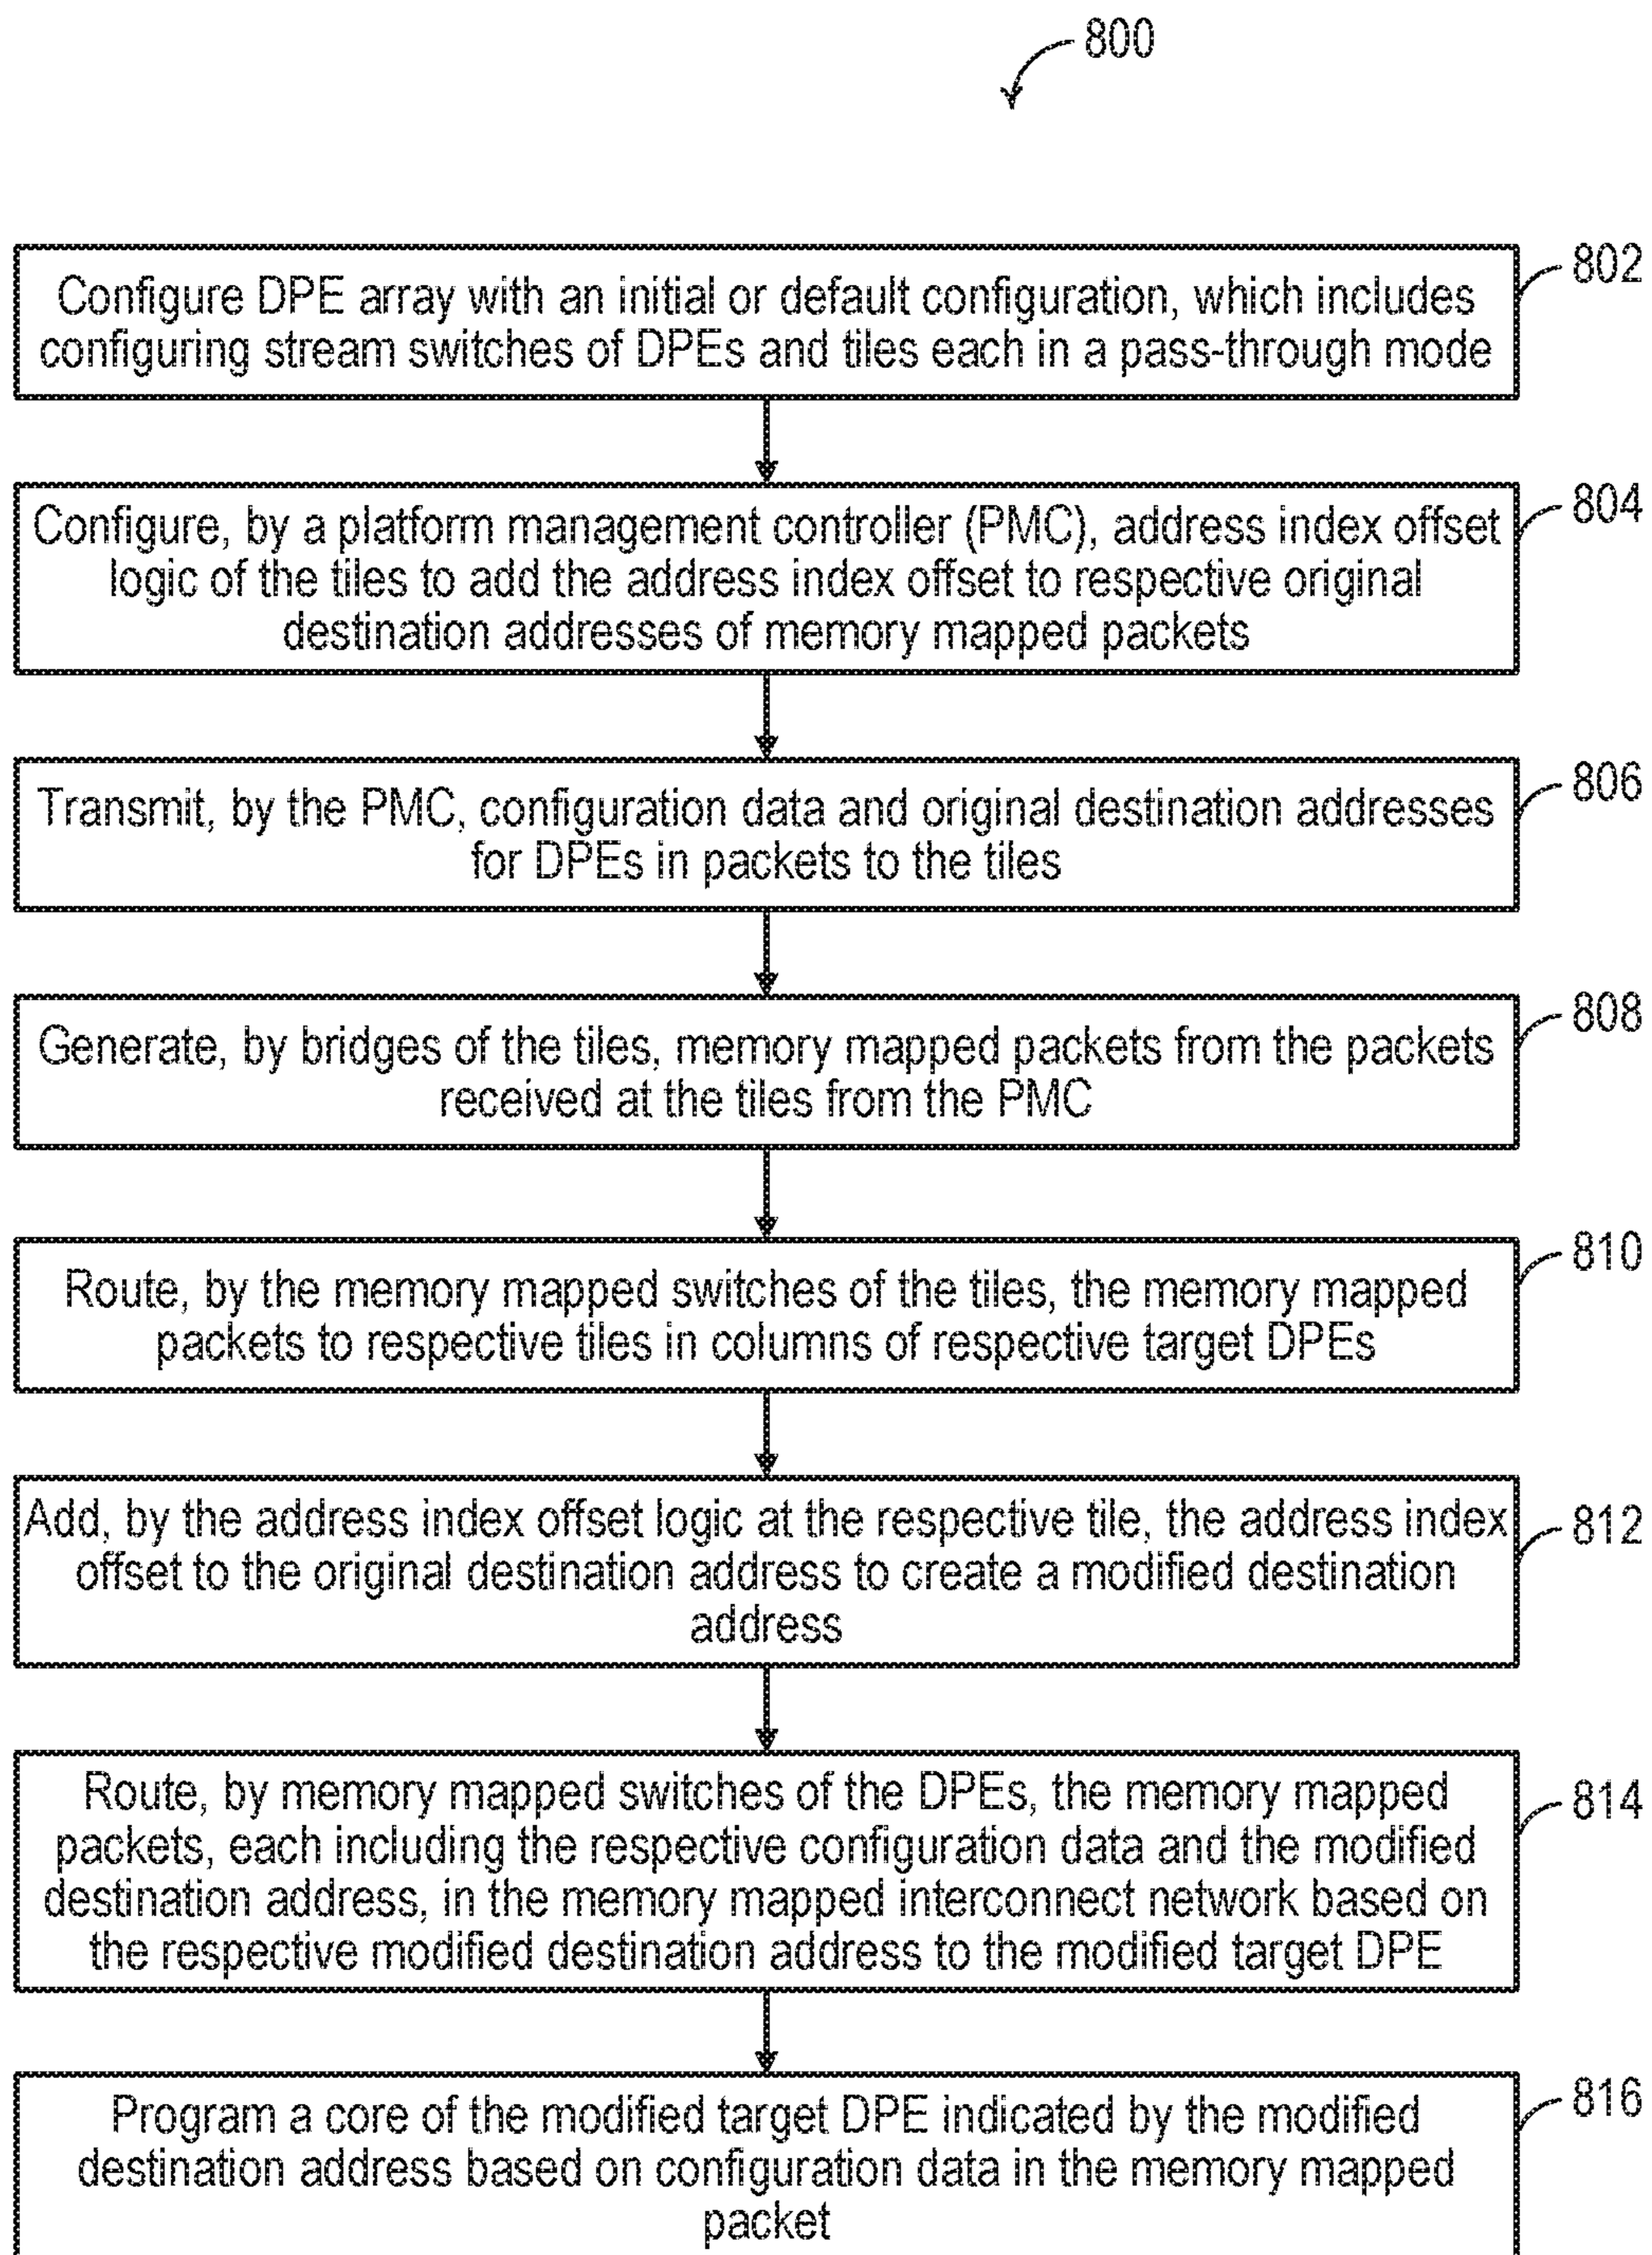 800
802
Configure DPE array with an initial or default configuration, which includes
configuring stream switches of DPEs and tiles each in a pass-through mode
804
Configure, by a platform management controller (PMC), address index offset
logic of the tiles to add the address index offset to respective original
destination addresses of memory mapped packets
806
Transmit, by the PMC, configuration data and original destination addresses
for DPEs in packets to the tiles
808
Generate, by bridges of the tiles, memory mapped packets from the packets
received at the tiles from the PMC
810
Route, by the memory mapped switches of the tiles, the memory mapped
packets to respective tiles in columns of respective target DPEs
812
Add, by the address index offset logic at the respective tile, the address index
offset to the original destination address to create a modified destination
address
814
Route, by memory mapped switches of the DPEs, the memory mapped
packets, each including the respective configuration data and the modified
destination address, in the memory mapped interconnect network based on
the respective modified destination address to the modified target DPE
816
Program a core of the modified target DPE indicated by the modified
destination address based on configuration data in the memory mapped
packet